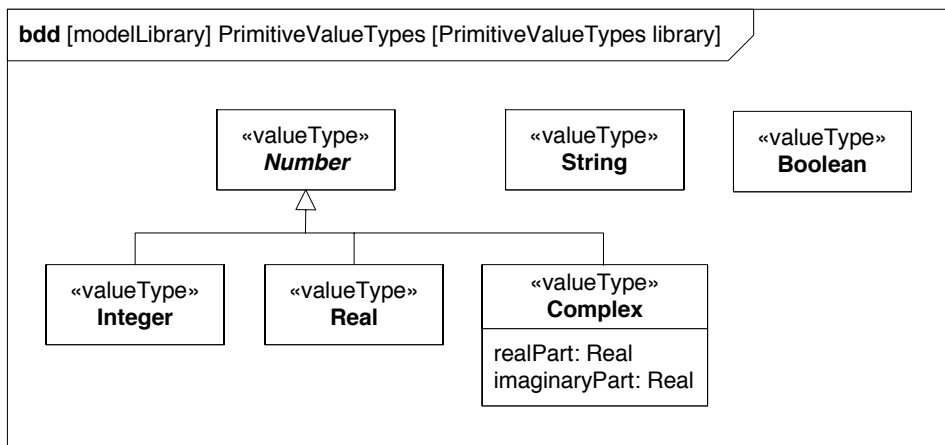 bdd [modelLibrary] PrimitiveValueTypes [PrimitiveValueTypes library]
«valueType»
Number
«valueType»
String
«valueType»
Boolean
«valueType»
Integer
«valueType»
Real
«valueType»
Complex
realPart: Real
imaginaryPart: Real